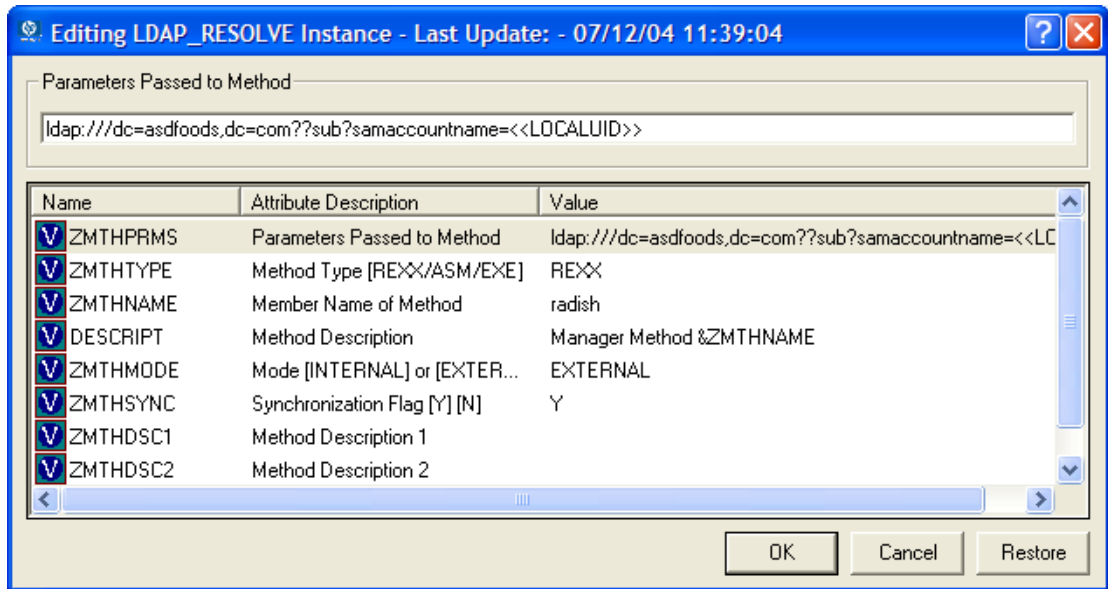 Editing LDAP_RESOLVE Instance - Last Update: - 07/12/04 11:39:04
Parameters Passed to Method
ldap:///dc=asdfoods,dc=com??sub?samaccountname=<<LOCALUID>>
Name Attribute Description Value
V ZMTHPRMS Parameters Passed to Method ldap:///dc=asdfoods,dc=com??sub?samaccountname=<<LC
V ZMTHTYPE Method Type [REXX/ASM/EXE] REXX
V ZMTHNAME Member Name of Method radish
V DESCRIPT Method Description Manager Method &ZMTHNAME
V ZMTHMODE Mode [INTERNAL] or [EXTER... EXTERNAL
V ZMTHSYNC Synchronization Flag [Y] [N] Y
V ZMTHDSC1 Method Description 1
V ZMTHDSC2 Method Description 2
OK Cancel Restore